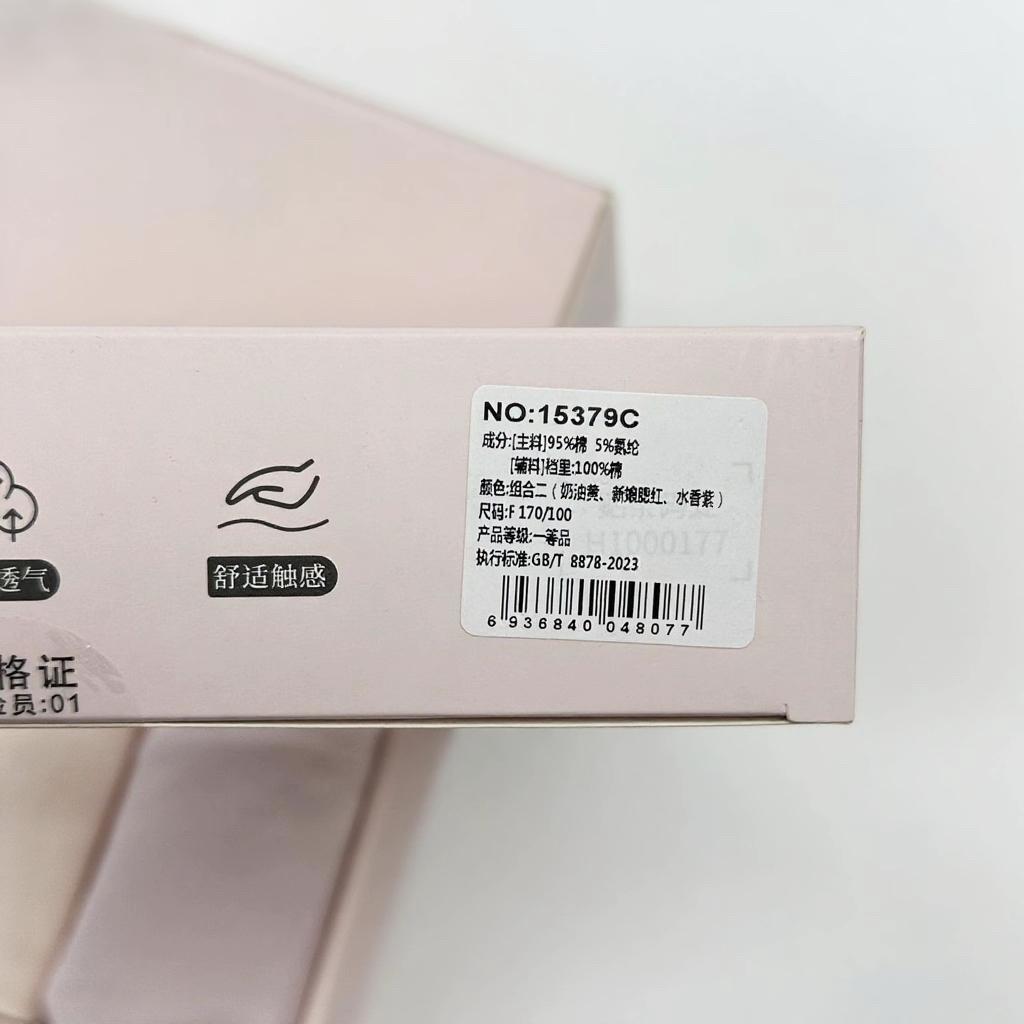 NO:15379C
成分:[主料]95%棉 5%氨纶
[辅料]裆里:100%棉
颜色:组合二（奶油黄、新娘腮红、水香紫）
尺码:F 170/100
产品等级:一等品
执行标准:GB/T 8878-2023
6 936840 048077
H1000177
透气
舒适触感
格证
员:01